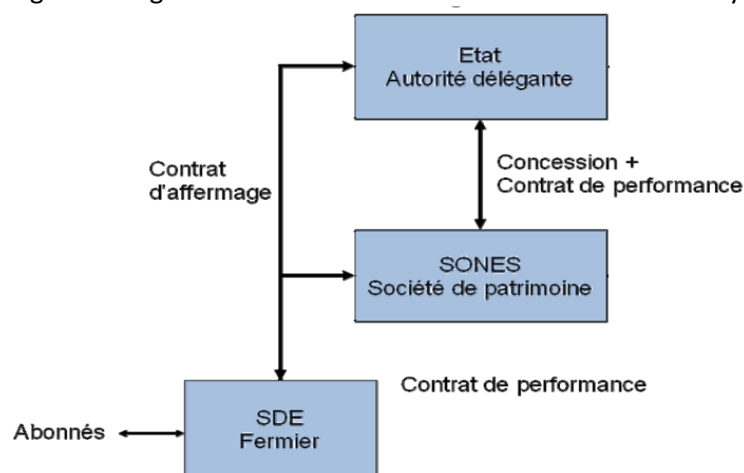 Etat
Autorité délégante
Contrat
d'affermage
Concession +
Contrat de performance
SONES
Société de patrimoine
Contrat de performance
SDE
Fermier
Abonnés